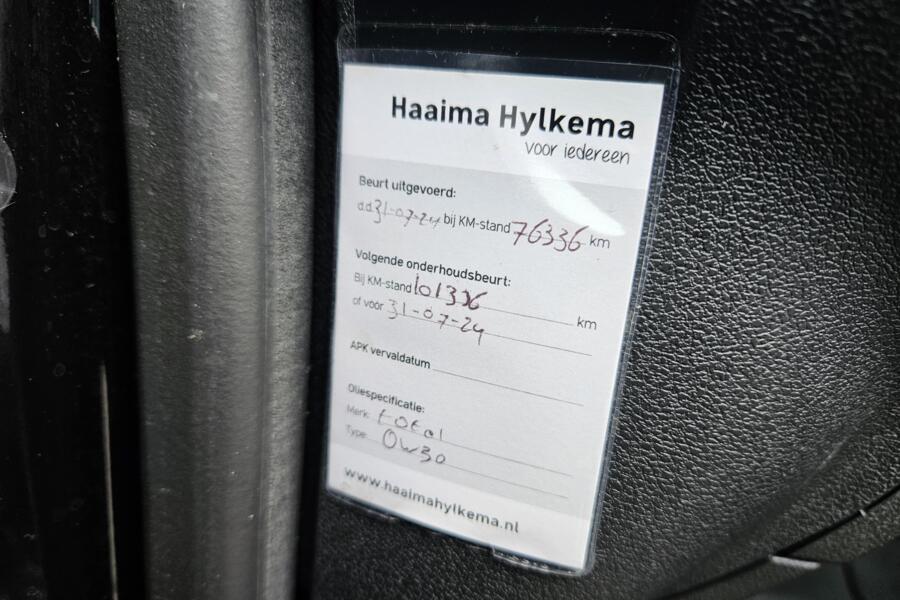 Haaima Hylkema
voor iedereen
Beurt uitgevoerd:
d.d. 31-07-24 bij KM-stand 76336 km
Volgende onderhoudsbeurt:
Bij KM-stand 101336 km
of vóór 31-07-24
APK vervaldatum
Oliespecificatie:
Merk: total
Type: 0w30
www.haaimahylkema.nl